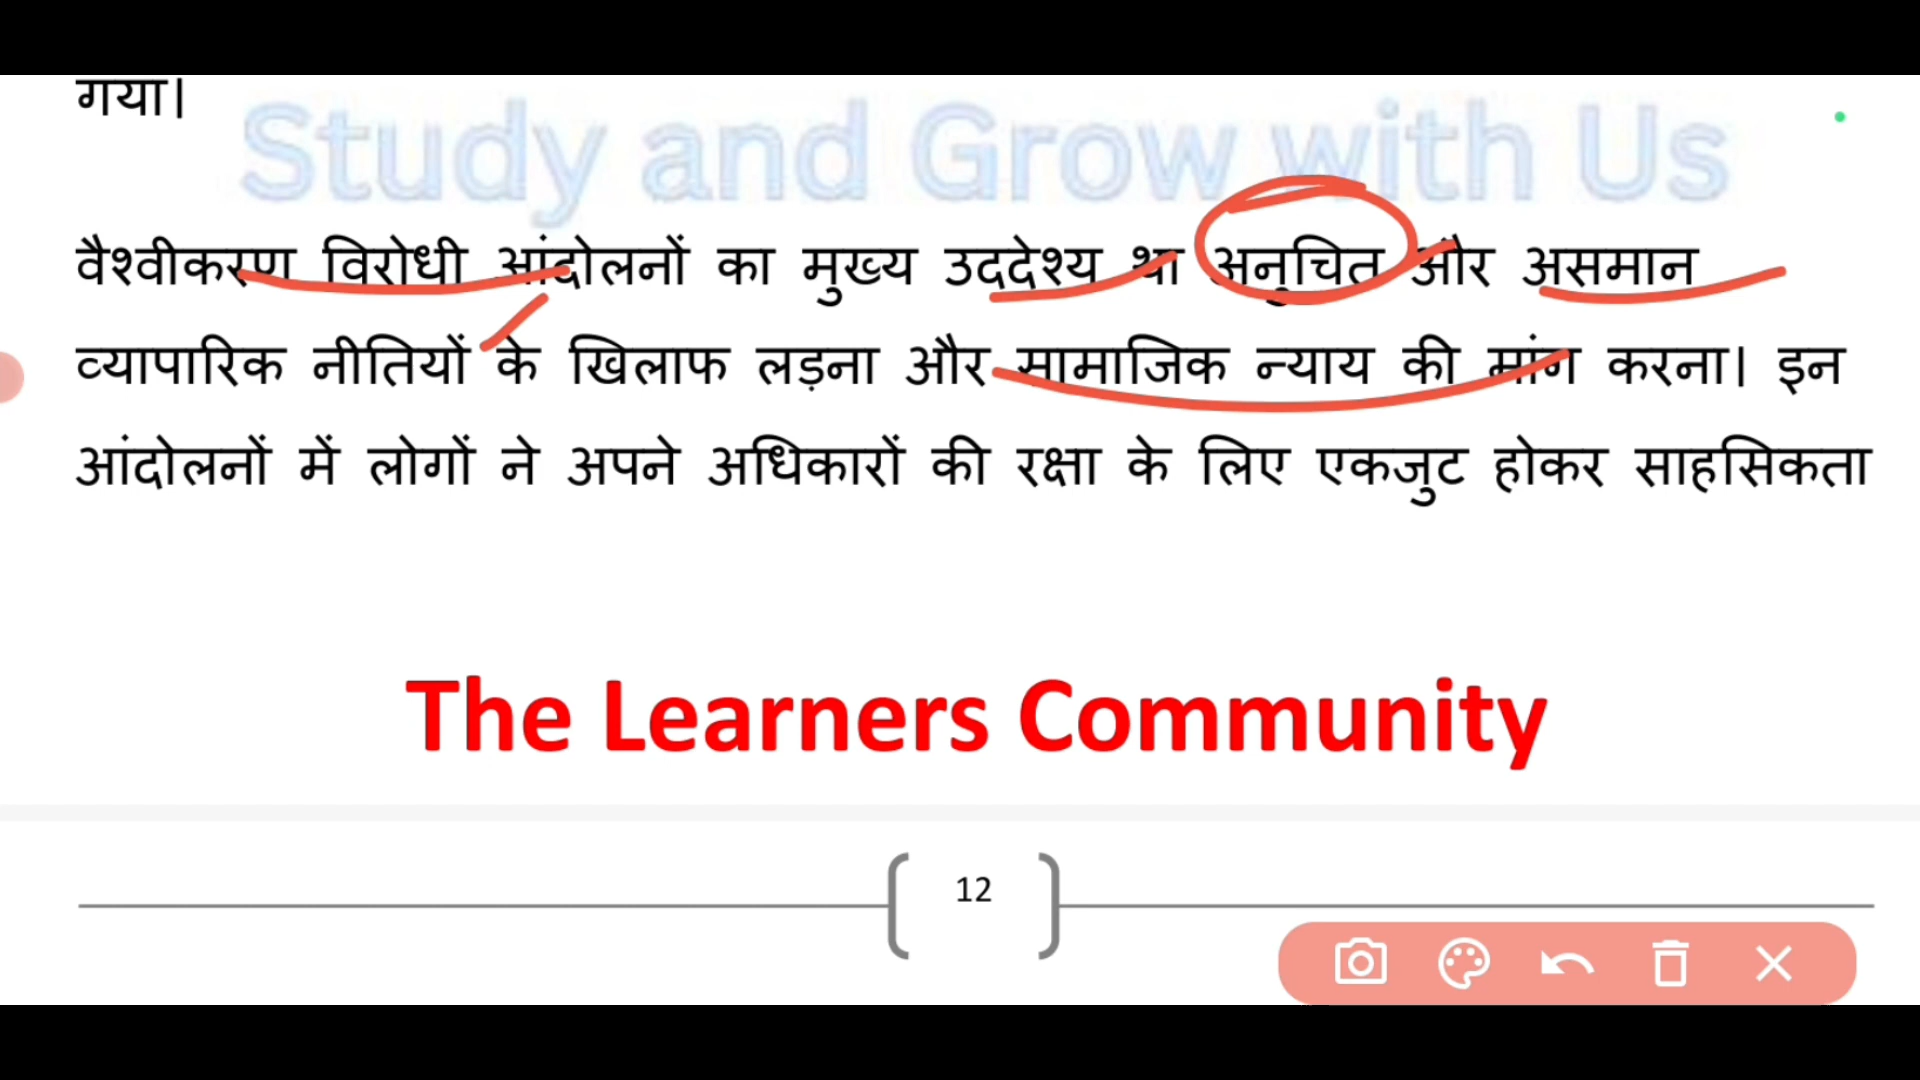 गया।
Study and Grow with Us
वैश्वीकरण विरोधी आंदोलनों का मुख्य उददेश्य था अनुचित और असमान
व्यापारिक नीतियों के खिलाफ लड़ना और सामाजिक न्याय की मांग करना। इन
आंदोलनों में लोगों ने अपने अधिकारों की रक्षा के लिए एकजुट होकर साहसिकता
The Learners Community
12